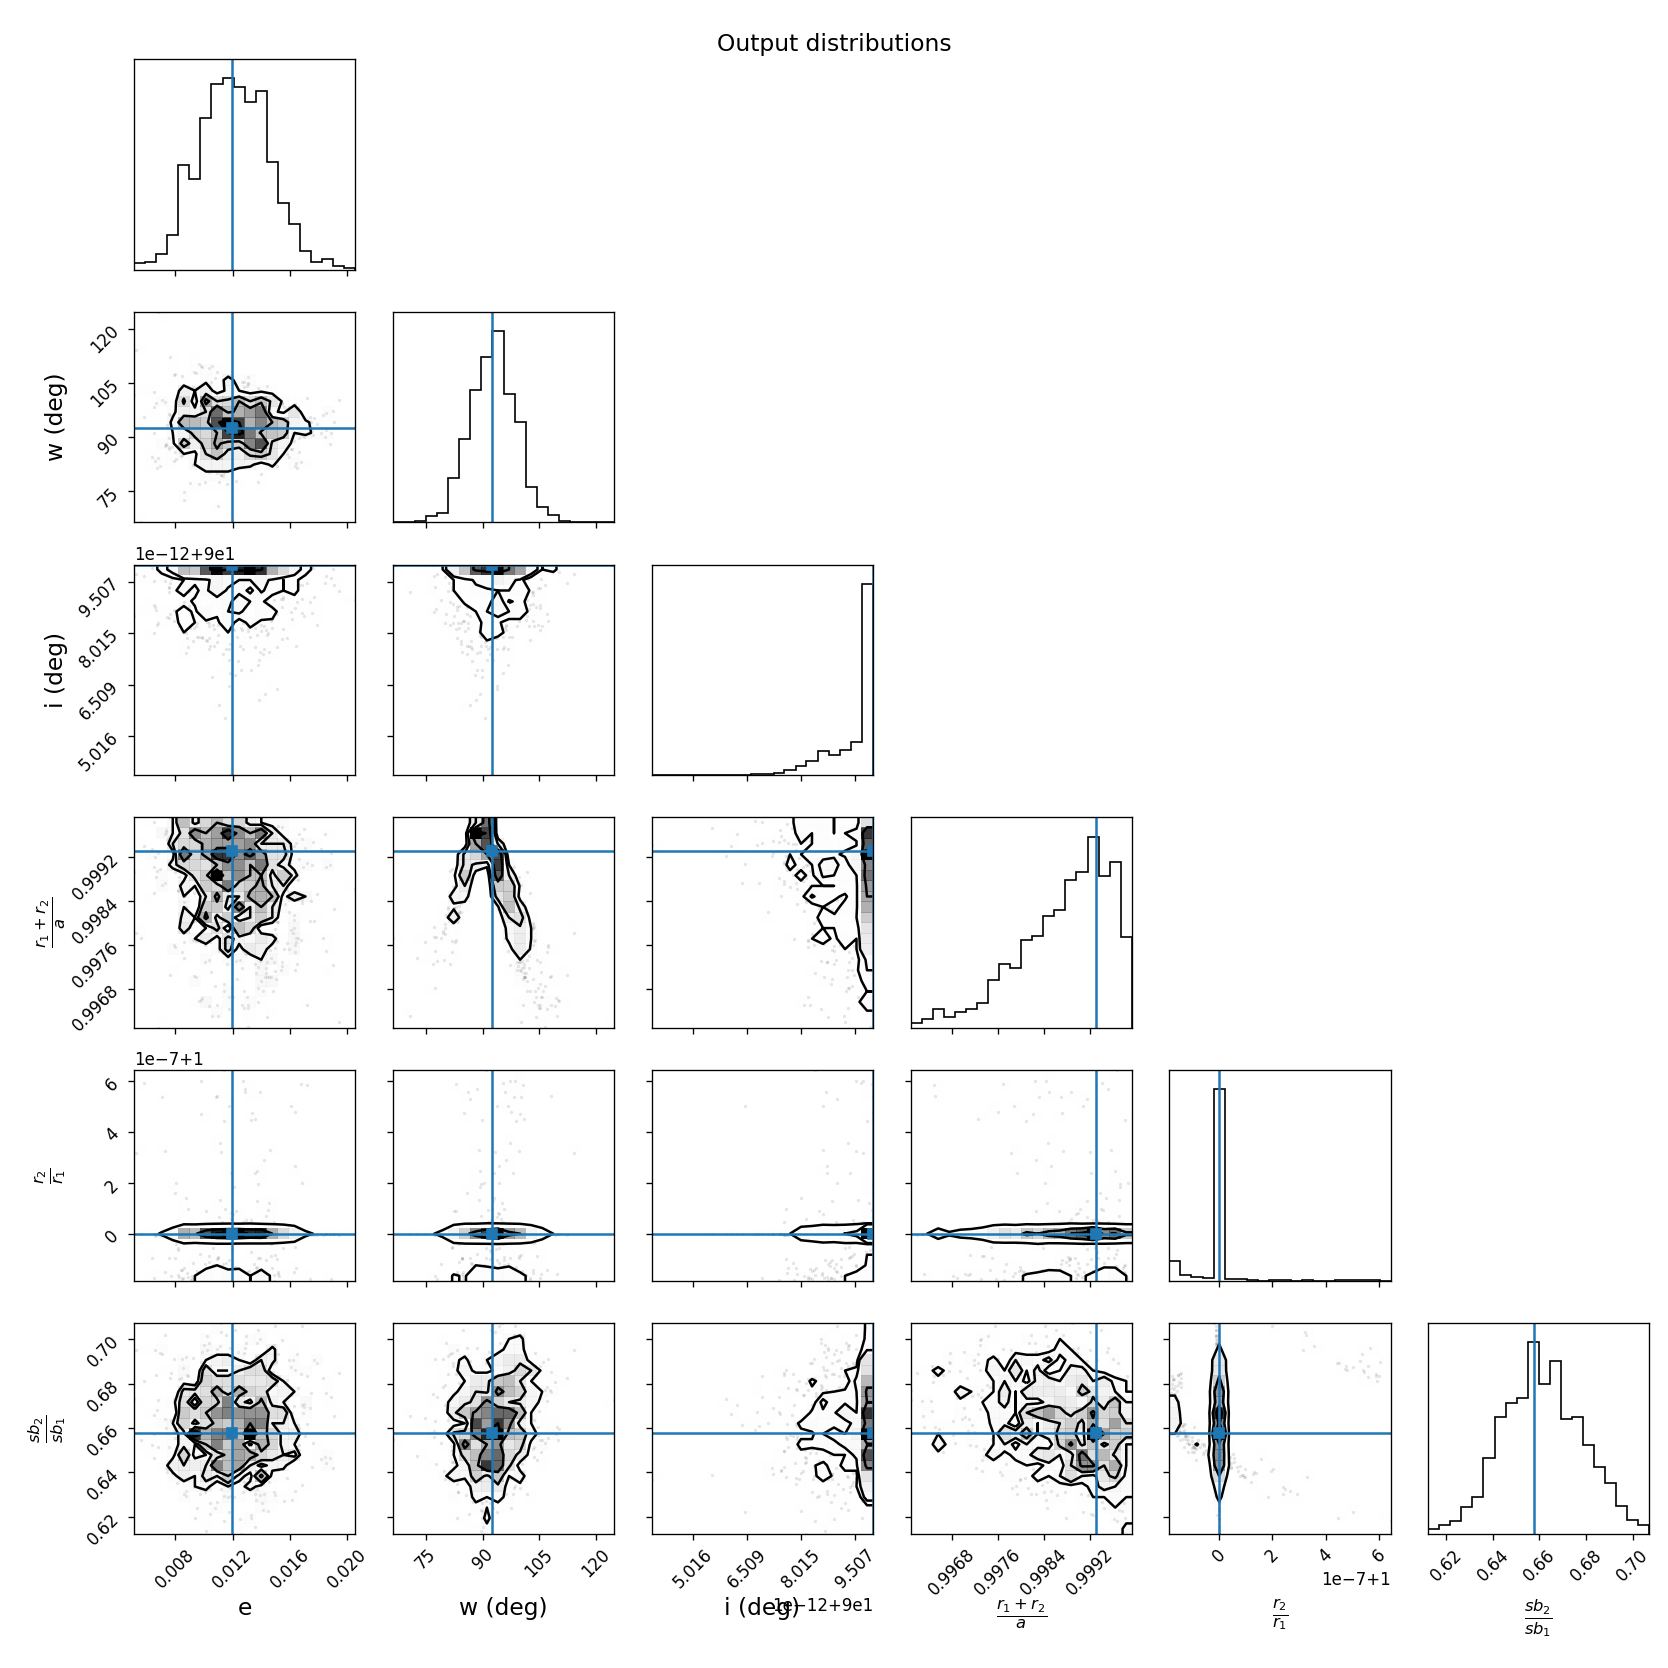 Output distributions
w (deg)
120
105
90
75
1e−12+9e1
i (deg)
9.507
8.015
6.509
5.016
r₁ + r₂
a
0.9992
0.9984
0.9976
0.9968
1e−7+1
r₂
r₁
6
4
2
0
sb₂
sb₁
0.70
0.68
0.66
0.64
0.62
0.008 0.012 0.016 0.020
75 90 105 120
5.016 6.509 8.015 9.507
0.9968 0.9976 0.9984 0.9992
0 2 4 6
0.62 0.64 0.66 0.68 0.70
1e−7+1
e
w (deg)
i (deg)
1e−12+9e1
r₁ + r₂
a
r₂
r₁
sb₂
sb₁